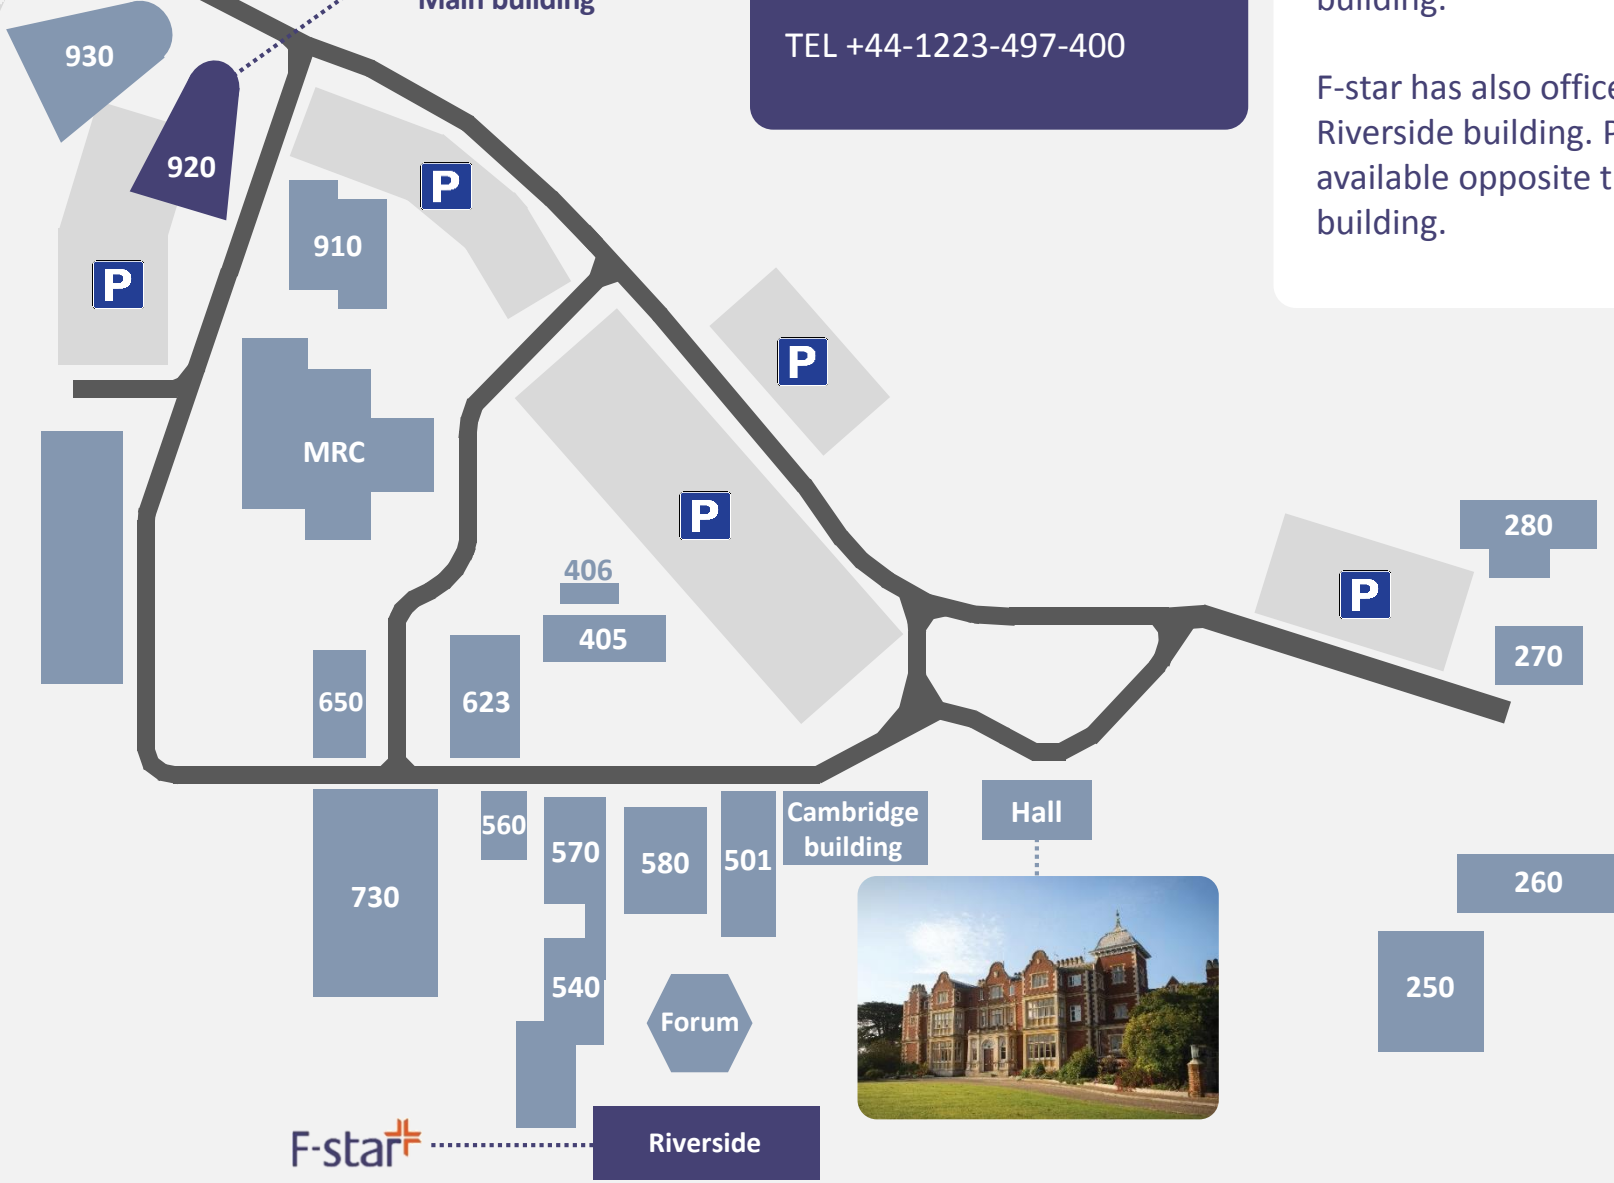 Main building
TEL +44-1223-497-400
building.
F-star has also office
Riverside building. P
available opposite t
building.
930
920
P
910
P
P
P
MRC
P
406
405
280
270
650
623
560
570
580
501
Cambridge
building
Hall
730
260
250
540
Forum
F-star
Riverside